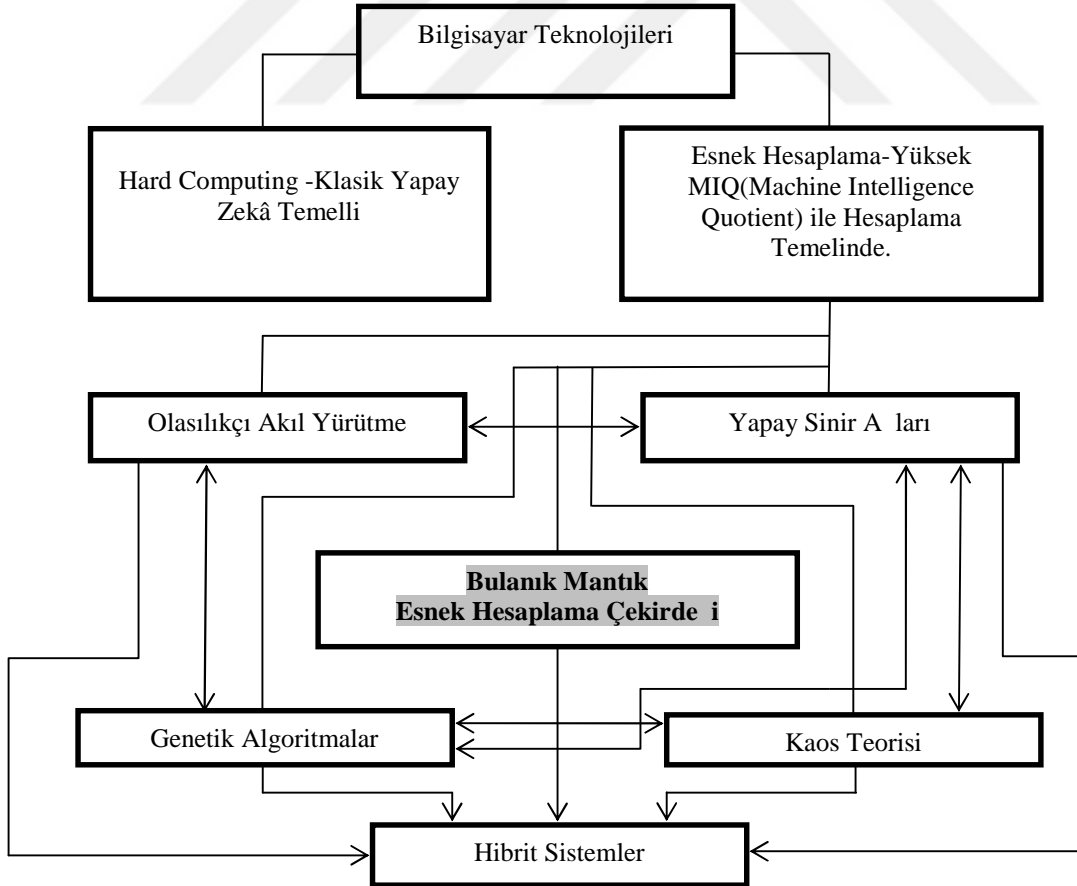 Bilgisayar Teknolojileri
Hard Computing -Klasik Yapay
Zekâ Temelli
Esnek Hesaplama-Yüksek
MIQ(Machine Intelligence
Quotient) ile Hesaplama
Temelinde.
Olasılıkçı Akıl Yürütme
Yapay Sinir A ları
Bulanık Mantık
Esnek Hesaplama Çekirde i
Genetik Algoritmalar
Kaos Teorisi
Hibrit Sistemler